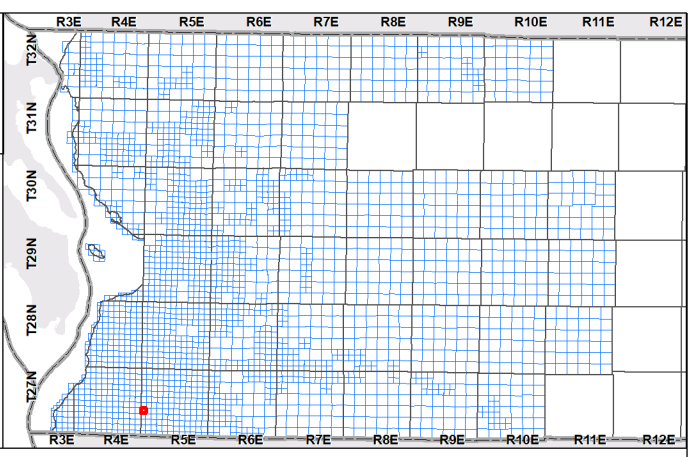 R3E R4E R5E R6E R7E R8E R9E R10E R11E R12E
T32N
T31N
T30N
T29N
T28N
T27N
R3E R4E R5E R6E R7E R8E R9E R10E R11E R12E